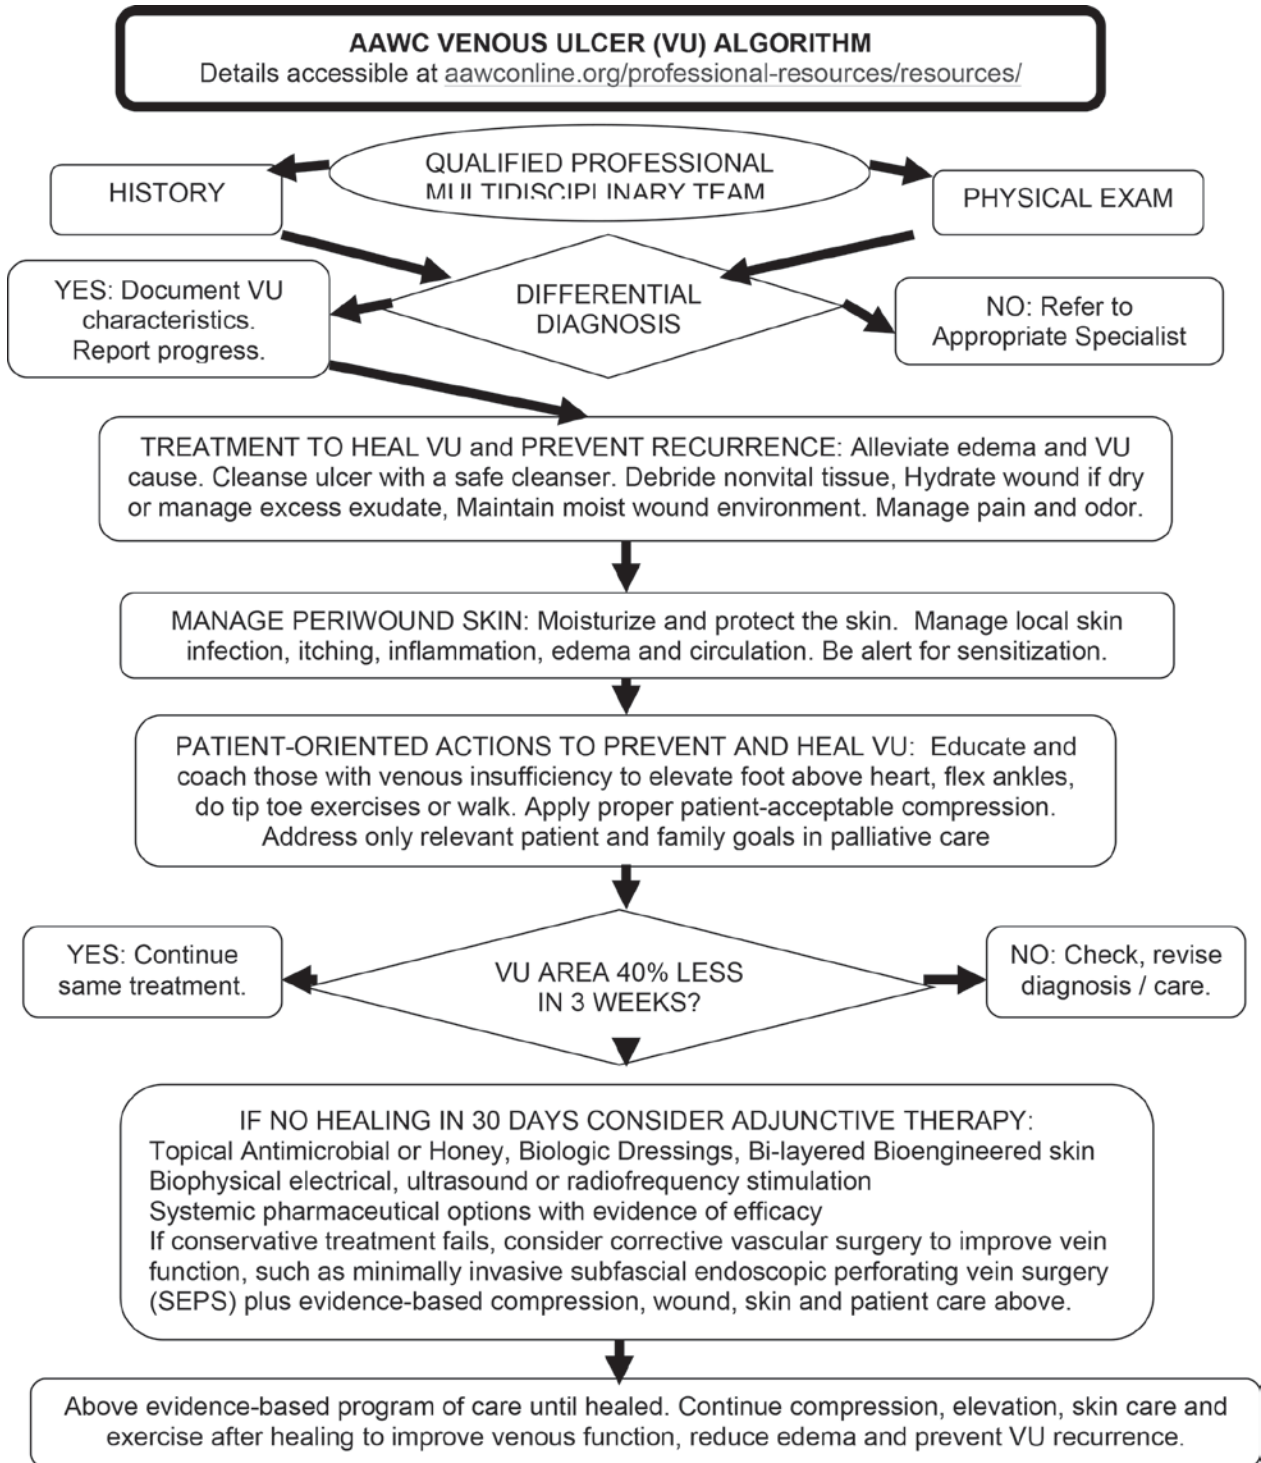 AAWC VENOUS ULCER (VU) ALGORITHM
Details accessible at aawconline.org/professional-resources/resources/
QUALIFIED PROFESSIONAL
MULTIDISCIPLINARY TEAM
HISTORY
PHYSICAL EXAM
DIFFERENTIAL
DIAGNOSIS
YES: Document VU
characteristics.
Report progress.
NO: Refer to
Appropriate Specialist
TREATMENT TO HEAL VU and PREVENT RECURRENCE: Alleviate edema and VU
cause. Cleanse ulcer with a safe cleanser. Debride nonvital tissue, Hydrate wound if dry
or manage excess exudate, Maintain moist wound environment. Manage pain and odor.
MANAGE PERIWOUND SKIN: Moisturize and protect the skin. Manage local skin
infection, itching, inflammation, edema and circulation. Be alert for sensitization.
PATIENT-ORIENTED ACTIONS TO PREVENT AND HEAL VU: Educate and
coach those with venous insufficiency to elevate foot above heart, flex ankles,
do tip toe exercises or walk. Apply proper patient-acceptable compression.
Address only relevant patient and family goals in palliative care
VU AREA 40% LESS
IN 3 WEEKS?
YES: Continue
same treatment.
NO: Check, revise
diagnosis / care.
IF NO HEALING IN 30 DAYS CONSIDER ADJUNCTIVE THERAPY:
Topical Antimicrobial or Honey, Biologic Dressings, Bi-layered Bioengineered skin
Biophysical electrical, ultrasound or radiofrequency stimulation
Systemic pharmaceutical options with evidence of efficacy
If conservative treatment fails, consider corrective vascular surgery to improve vein
function, such as minimally invasive subfascial endoscopic perforating vein surgery
(SEPS) plus evidence-based compression, wound, skin and patient care above.
Above evidence-based program of care until healed. Continue compression, elevation, skin care and
exercise after healing to improve venous function, reduce edema and prevent VU recurrence.